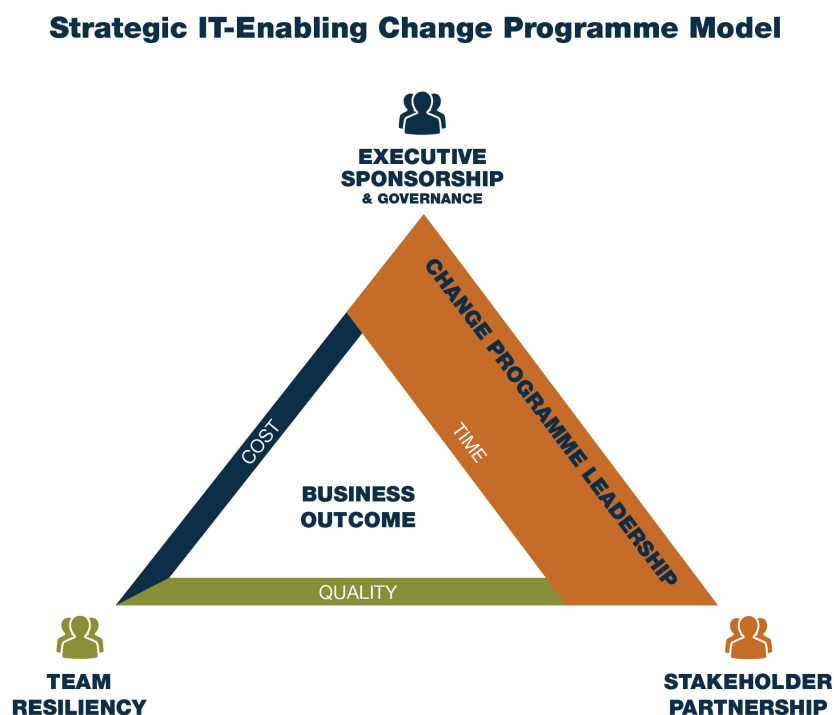 Strategic IT-Enabling Change Programme Model
EXECUTIVE
SPONSORSHIP
& GOVERNANCE
CHANGE PROGRAMME LEADERSHIP
COST
TIME
BUSINESS
OUTCOME
QUALITY
TEAM
RESILIENCY
STAKEHOLDER
PARTNERSHIP